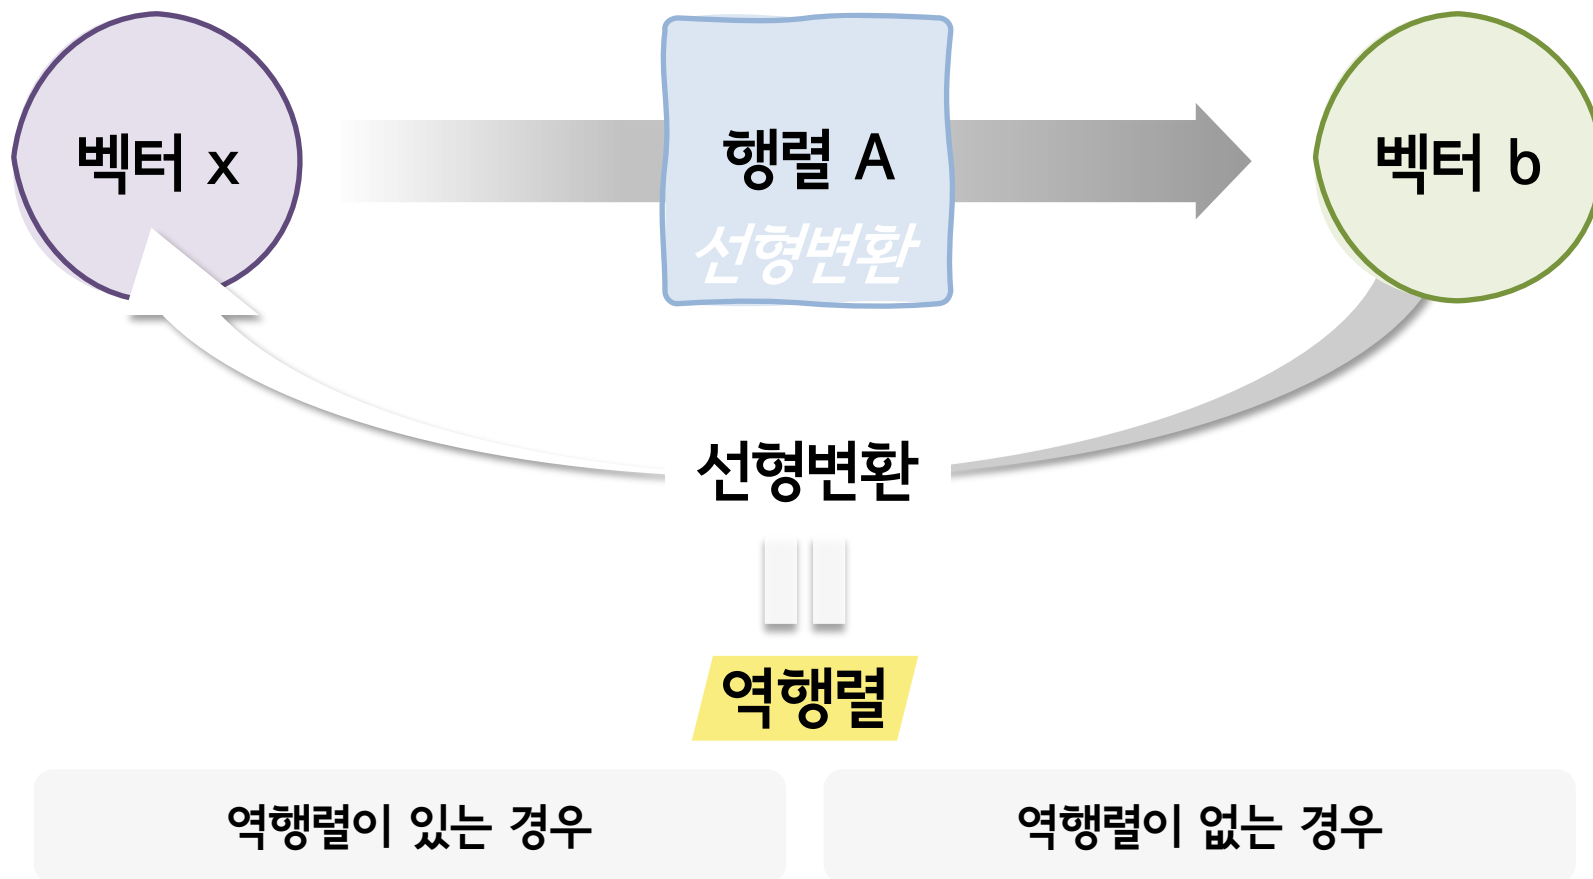 벡터 x
행렬 A
선형변환
벡터 b
선형변환
역행렬
역행렬이 있는 경우
역행렬이 없는 경우